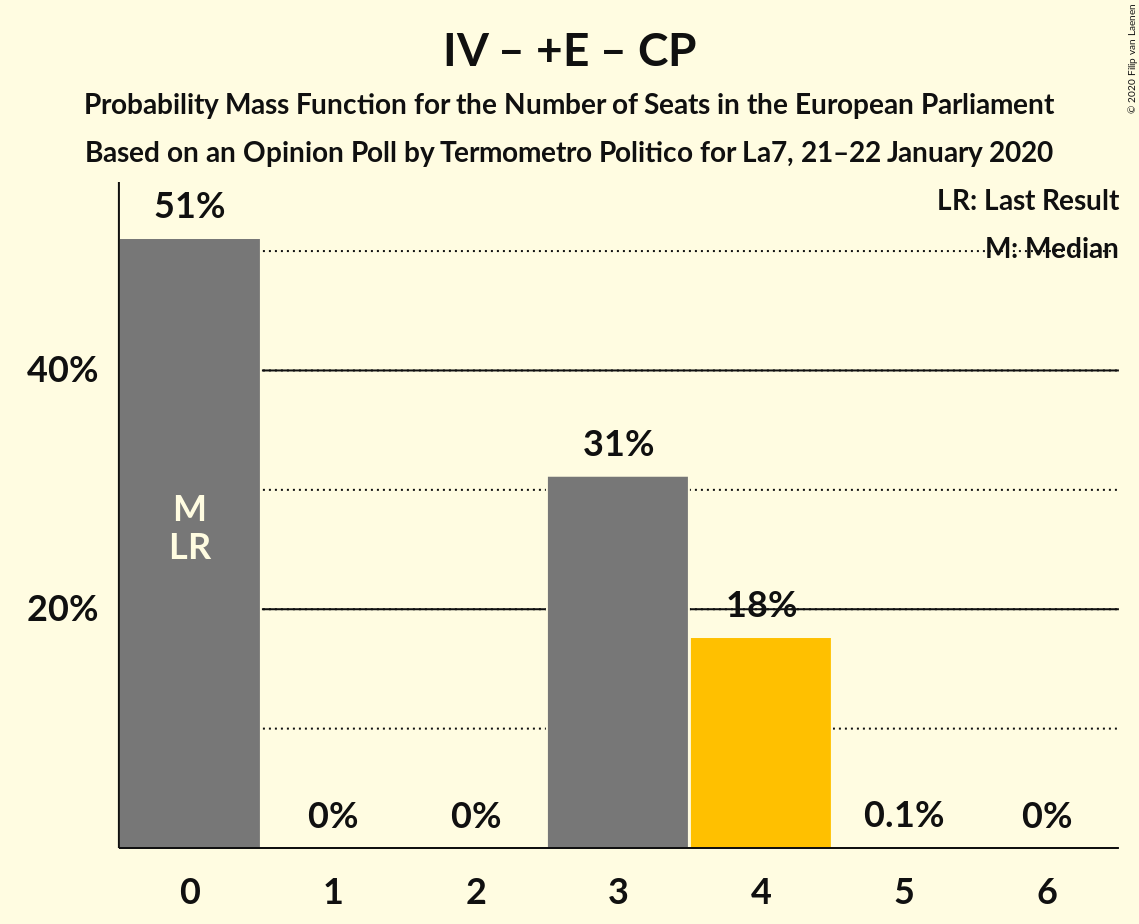 IV – +E – CP
Probability Mass Function for the Number of Seats in the European Parliament
Based on an Opinion Poll by Termometro Politico for La7, 21–22 January 2020
© 2020 Filip van Laenen
LR: Last Result
M: Median
51%
40%
31%
M
LR
20%
18%
0%
0%
0.1%
0%
0
1
2
3
4
5
6